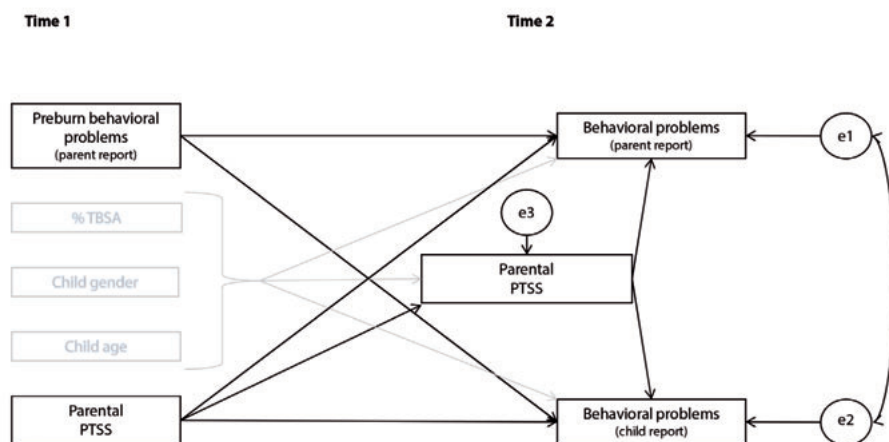 Time 1
Time 2
Preburn behavioral
problems
(parent report)
Behavioral problems
(parent report)
e1
% TBSA
e3
Child gender
Parental
PTSS
Child age
Parental
PTSS
Behavioral problems
(child report)
e2